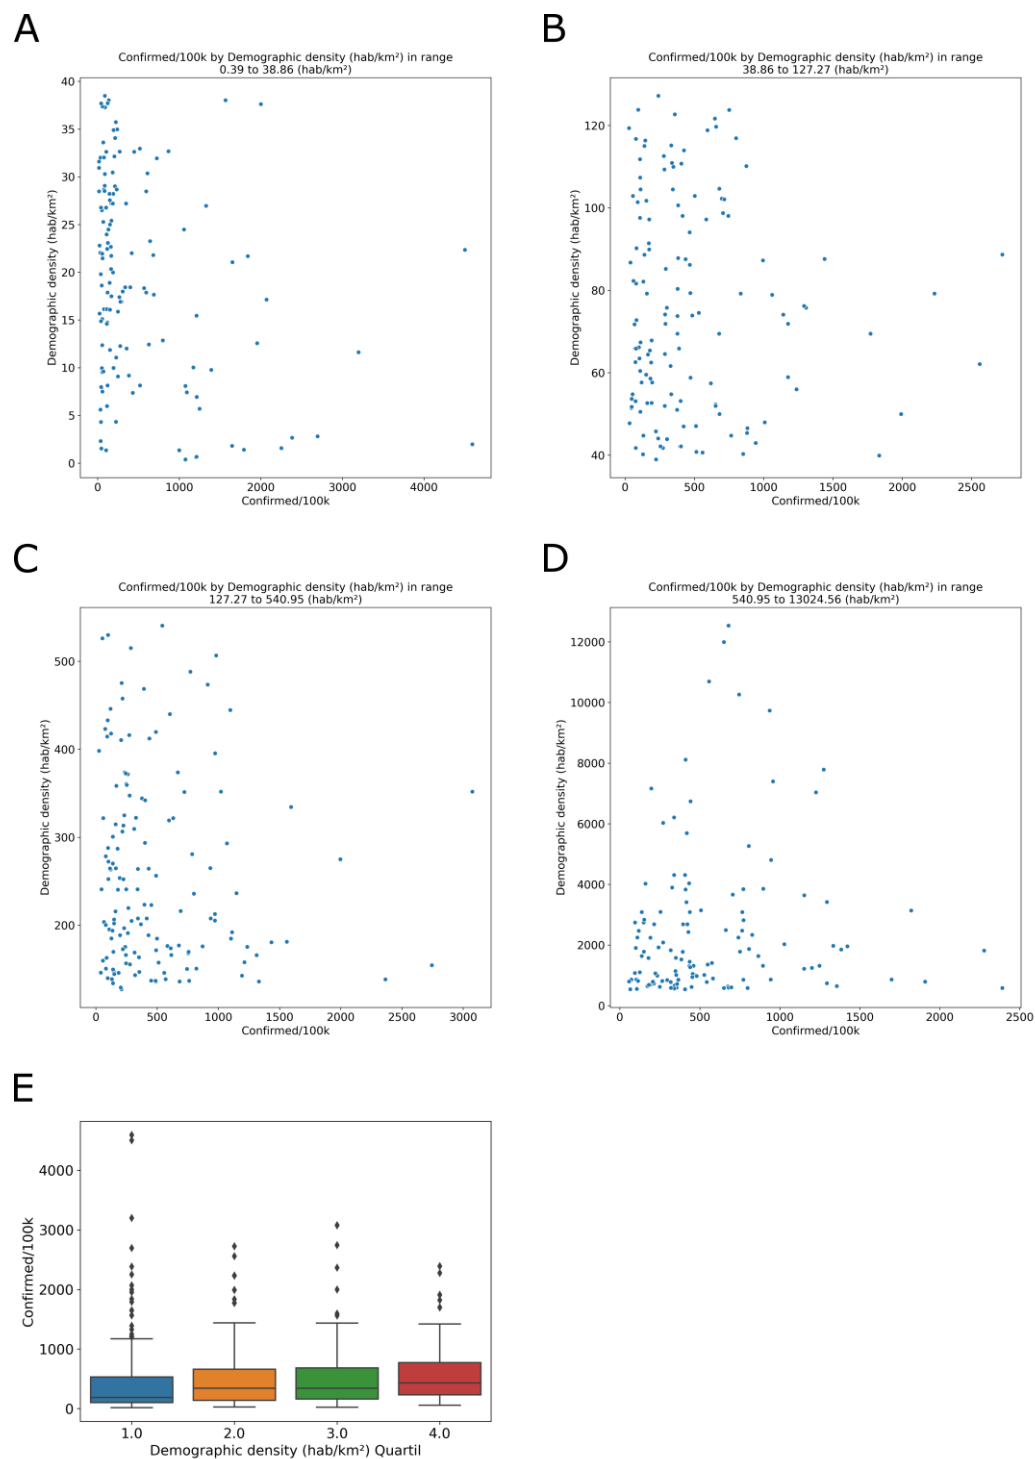 A
Confirmed/100k by Demographic density (hab/km²) in range
0.39 to 38.86 (hab/km²)
Demographic density (hab/km²)
40
35
30
25
20
15
10
5
0
0 1000 2000 3000 4000
Confirmed/100k
B
Confirmed/100k by Demographic density (hab/km²) in range
38.86 to 127.27 (hab/km²)
Demographic density (hab/km²)
120
100
80
60
40
0 500 1000 1500 2000 2500
Confirmed/100k
C
Confirmed/100k by Demographic density (hab/km²) in range
127.27 to 540.95 (hab/km²)
Demographic density (hab/km²)
500
400
300
200
0 500 1000 1500 2000 2500 3000
Confirmed/100k
D
Confirmed/100k by Demographic density (hab/km²) in range
540.95 to 13024.56 (hab/km²)
Demographic density (hab/km²)
12000
10000
8000
6000
4000
2000
0
0 500 1000 1500 2000 2500
Confirmed/100k
E
Confirmed/100k
4000
3000
2000
1000
0
1.0 2.0 3.0 4.0
Demographic density (hab/km²) Quartil